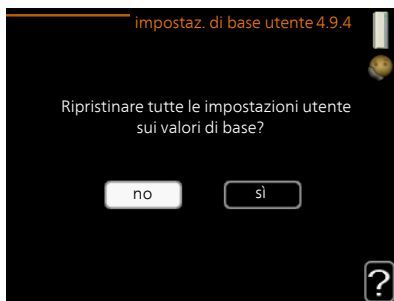 impostaz. di base utente 4.9.4
Ripristinare tutte le impostazioni utente
sui valori di base?
no
sì
?